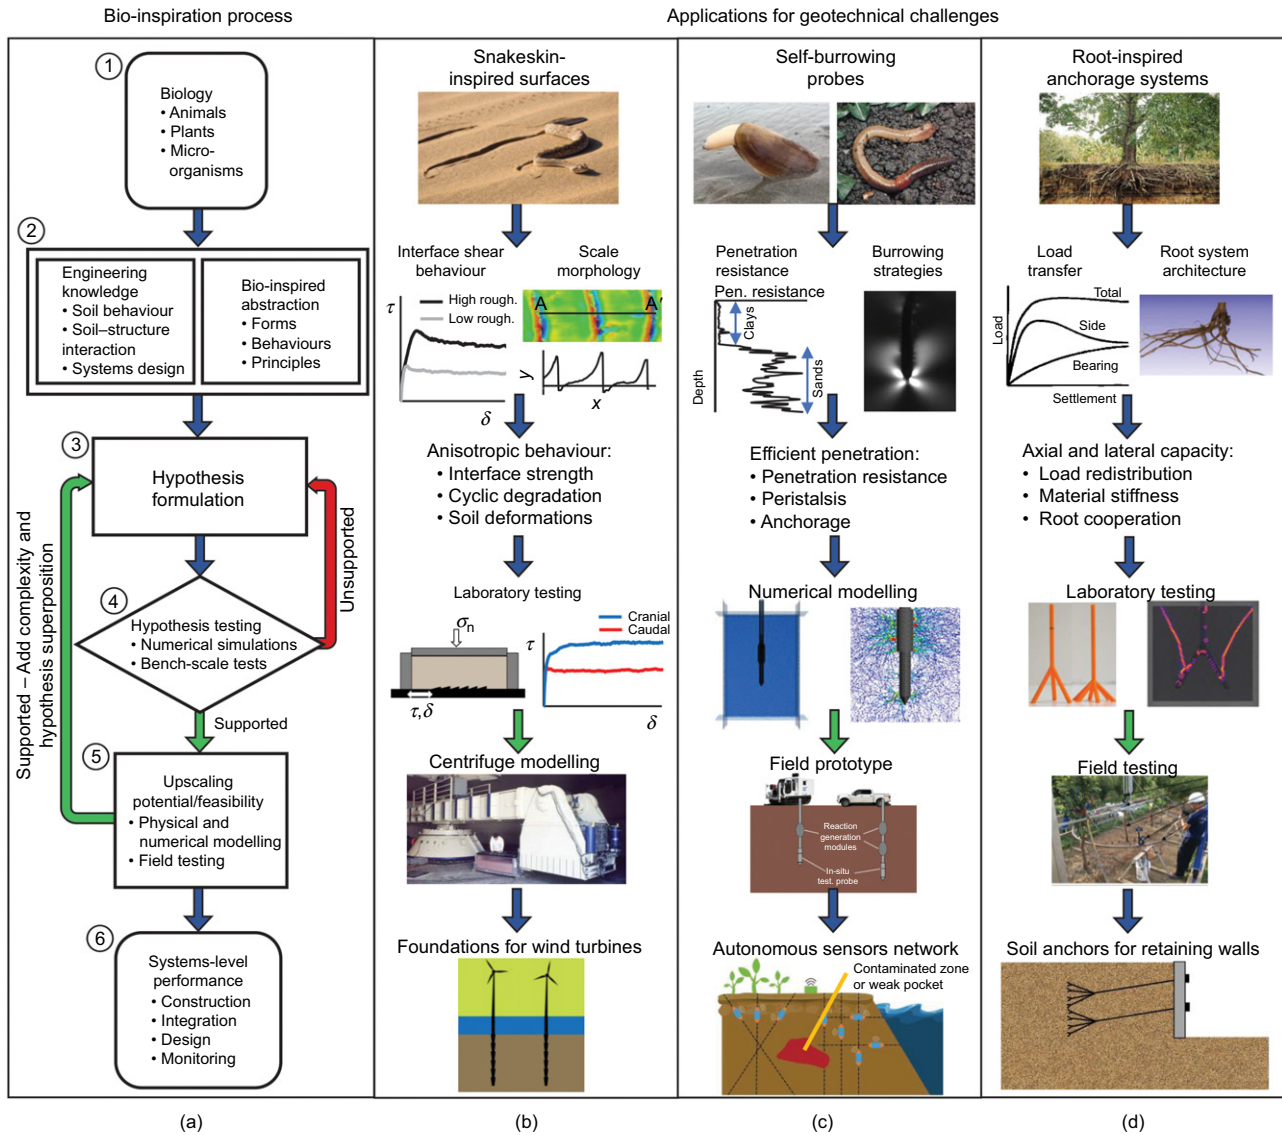 Bio-inspiration process
Applications for geotechnical challenges
1
Biology
• Animals
• Plants
• Micro-
organisms
2
Engineering
knowledge
• Soil behaviour
• Soil–structure
interaction
• Systems design
Bio-inspired
abstraction
• Forms
• Behaviours
• Principles
3
Hypothesis
formulation
4
Hypothesis testing
• Numerical simulations
• Bench-scale tests
Unsupported
Supported
Supported – Add complexity and
hypothesis superposition
5
Upscaling
potential/feasibility
• Physical and
numerical modelling
• Field testing
6
Systems-level
performance
• Construction
• Integration
• Design
• Monitoring
(a)
Snakeskin-
inspired surfaces
Interface shear
behaviour
τ
High rough.
Low rough.
δ
Scale
morphology
A
A′
y
x
Anisotropic behaviour:
• Interface strength
• Cyclic degradation
• Soil deformations
Laboratory testing
σn
τ,δ
τ
Cranial
Caudal
δ
Centrifuge modelling
Foundations for wind turbines
(b)
Self-burrowing
probes
Penetration
resistance
Pen. resistance
Clays
Sands
Depth
Burrowing
strategies
Efficient penetration:
• Penetration resistance
• Peristalsis
• Anchorage
Numerical modelling
Field prototype
Reaction
generation
modules
In-situ
test. probe
Autonomous sensors network
Contaminated zone
or weak pocket
(c)
Root-inspired
anchorage systems
Load
transfer
Load
Total
Side
Bearing
Settlement
Root system
architecture
Axial and lateral capacity:
• Load redistribution
• Material stiffness
• Root cooperation
Laboratory testing
Field testing
Soil anchors for retaining walls
(d)